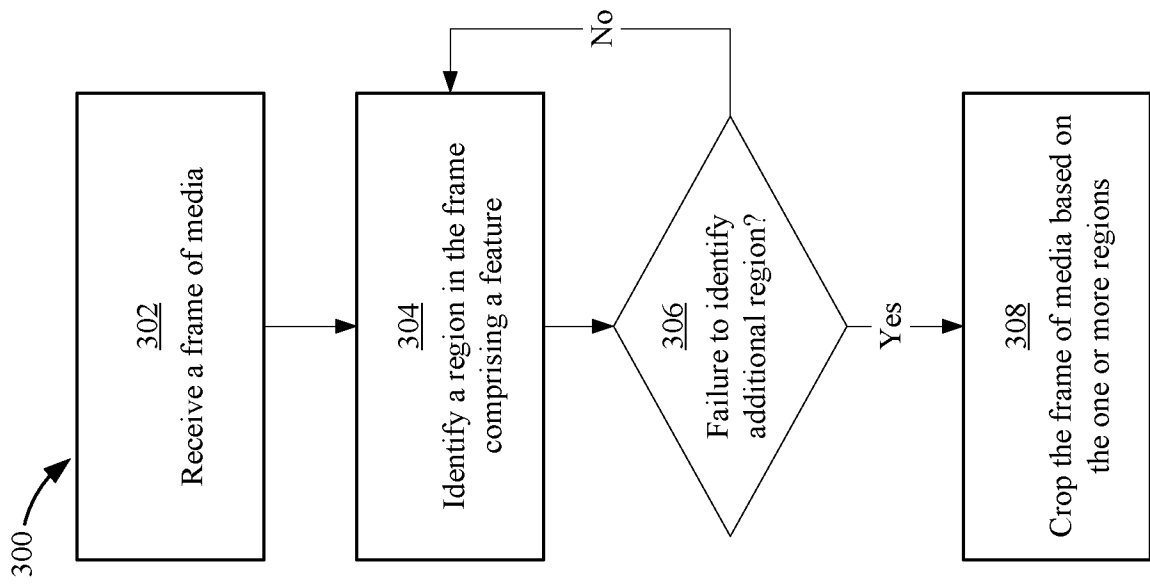 300
302
Receive a frame of media
304
Identify a region in the frame
comprising a feature
306
Failure to identify
additional region?
No
Yes
308
Crop the frame of media based on
the one or more regions